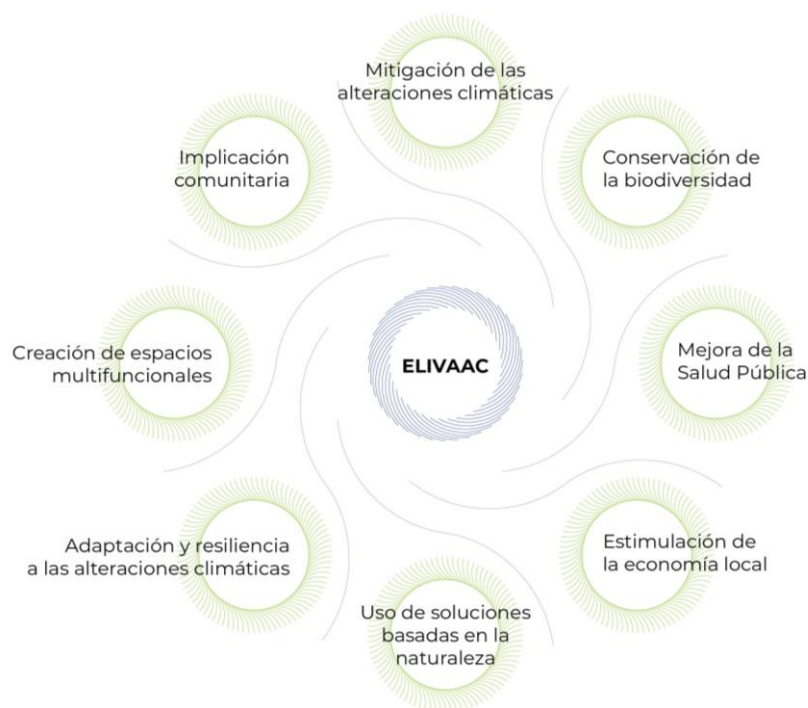 Mitigación de las
alteraciones climáticas
Conservación de
la biodiversidad
Mejora de la
Salud Pública
Estimulación de
la economía local
Uso de soluciones
basadas en la
naturaleza
Adaptación y resiliencia
a las alteraciones climáticas
Creación de espacios
multifuncionales
Implicación
comunitaria
ELIVAAC